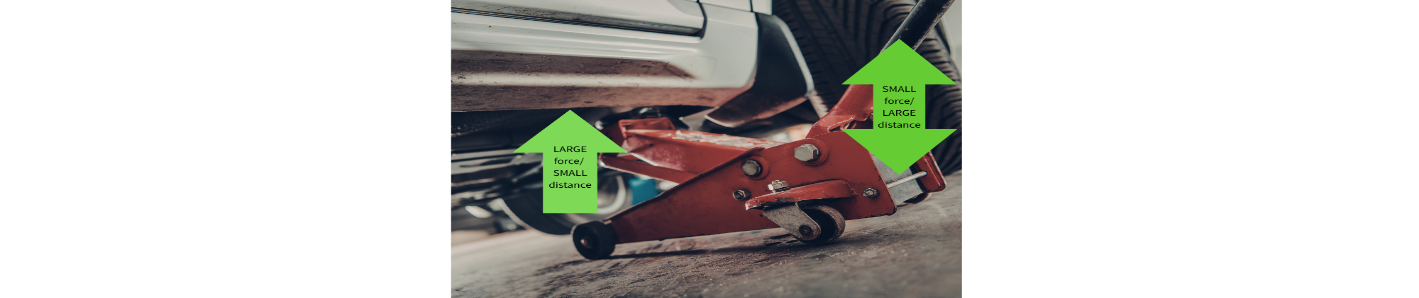 LARGE
force/
SMALL
distance
SMALL
force/
LARGE
distance